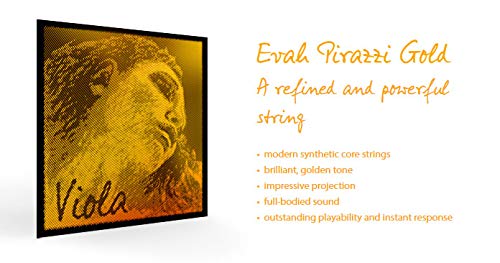 Viola
Evah Pirazzi Gold
A refined and powerful
string
• modern synthetic core strings
• brilliant, golden tone
• impressive projection
• full-bodied sound
• outstanding playability and instant response